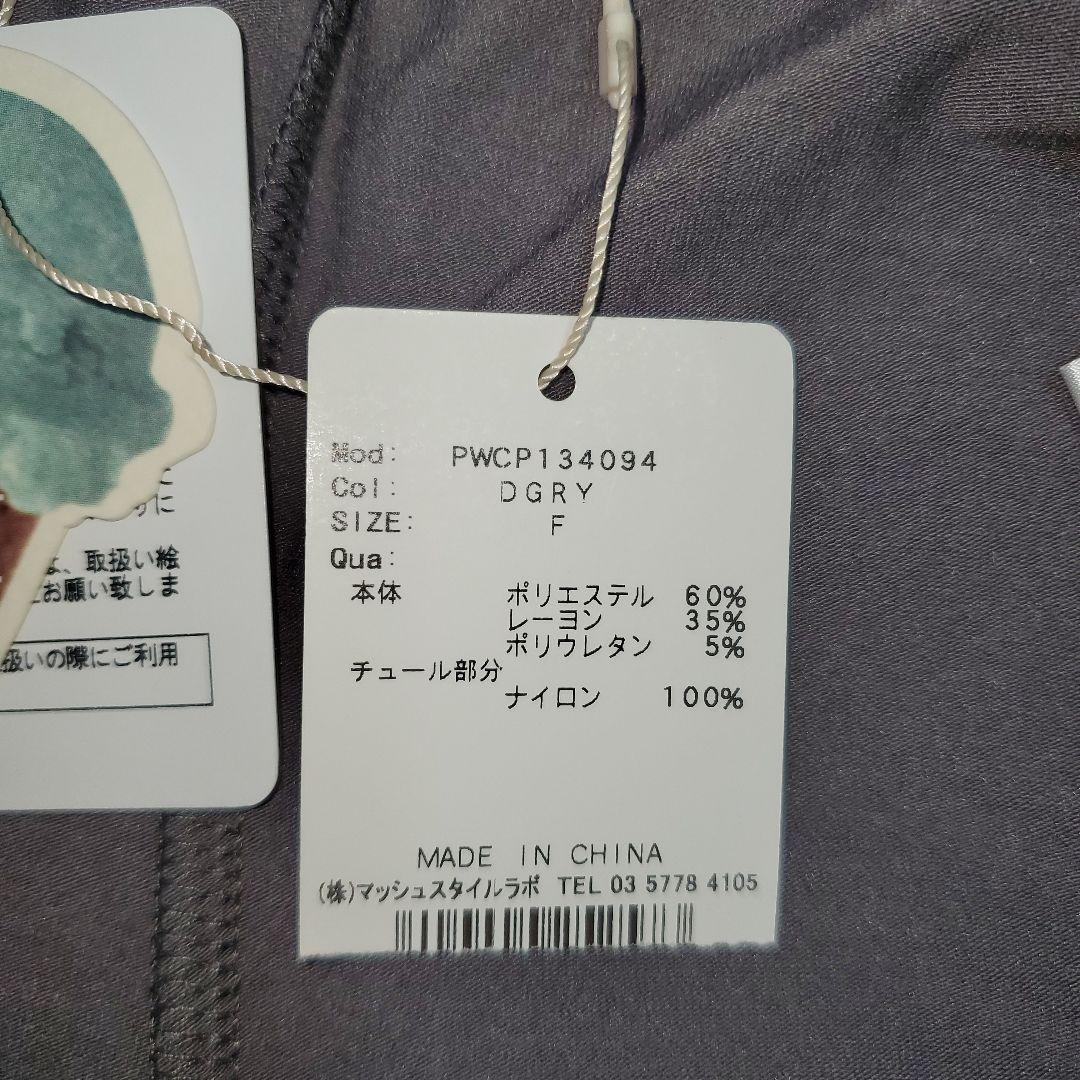 取扱い絵
お願い致しま
扱いの際にご利用
Mod: PWCP134094
Col: DGRY
SIZE: F
Qua:
本体 ポリエステル 60%
レーヨン 35%
ポリウレタン 5%
チュール部分
ナイロン 100%
MADE IN CHINA
(株)マッシュスタイルラボ TEL 03 5778 4105